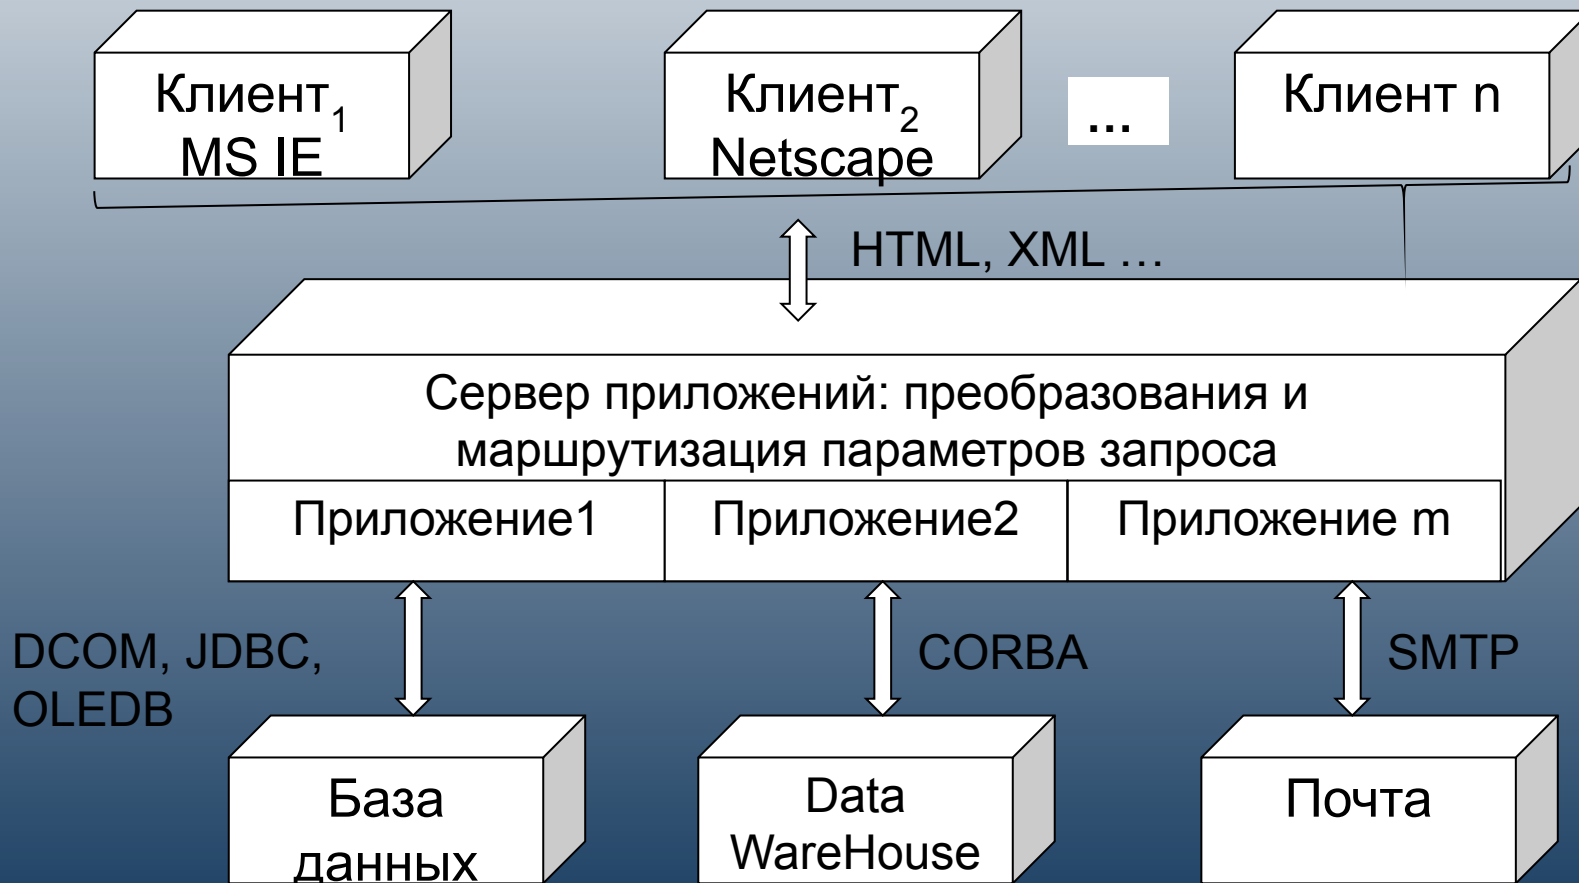 Клиент1
MS IE
Клиент2
Netscape
...
Клиент n
HTML, XML …
Сервер приложений: преобразования и
маршрутизация параметров запроса
Приложение1
Приложение2
Приложение m
DCOM, JDBC,
OLEDB
CORBA
SMTP
База
данных
Data
WareHouse
Почта